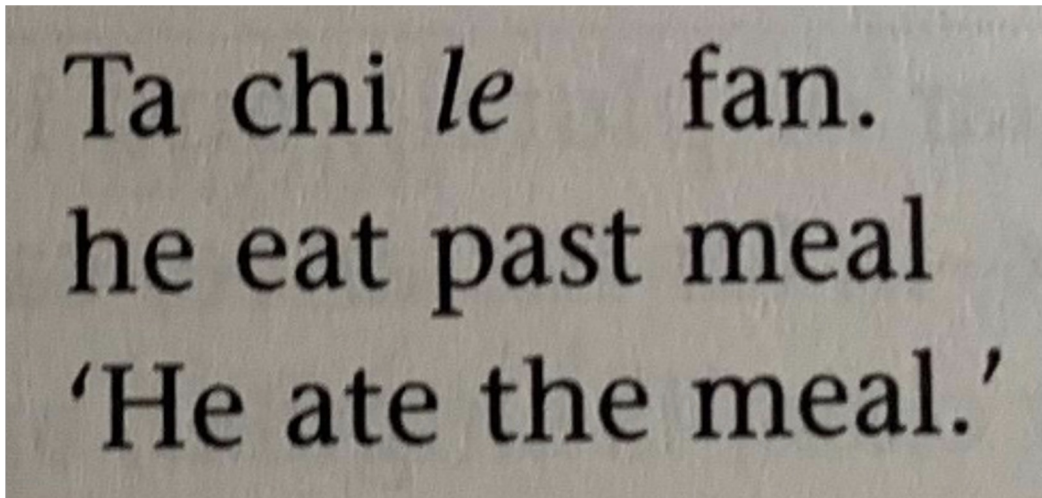 Ta chi le fan.
he eat past meal
‘He ate the meal.’